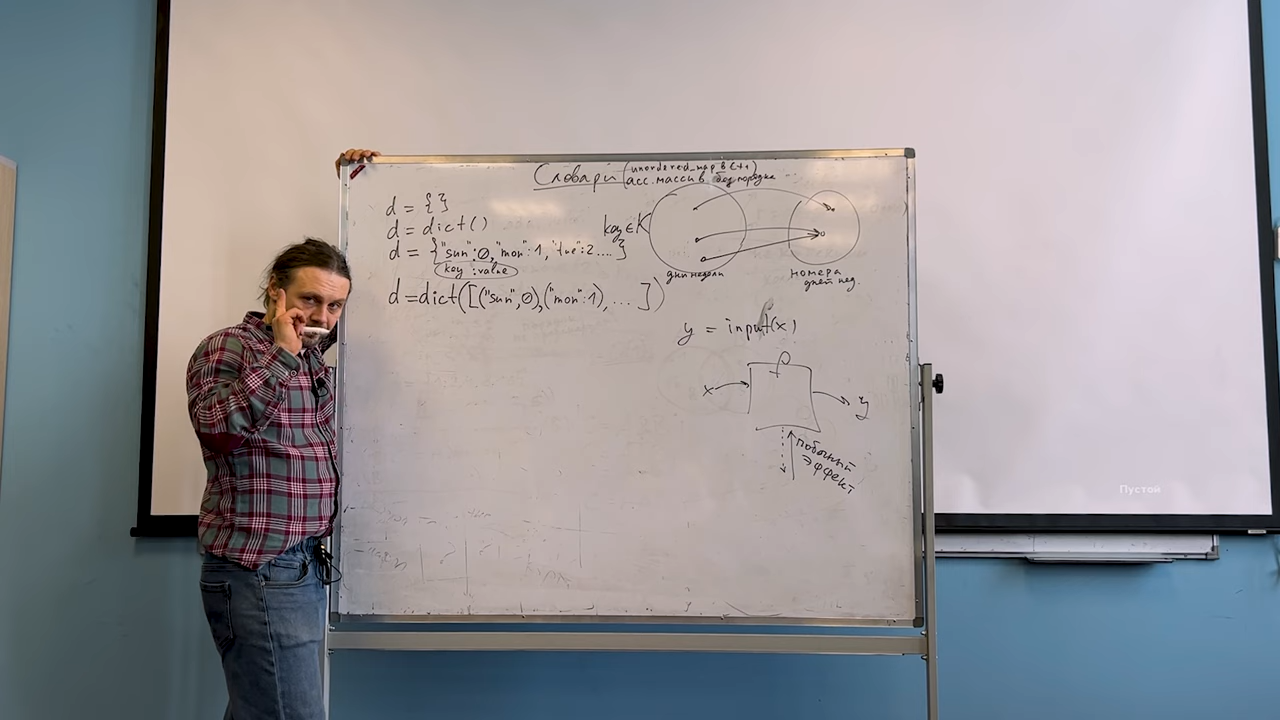 Словари (unordered_map в C++)
асс. массив без порядка
d = {}
d = dict()
d = {"sun":0, "mon":1, "tue":2....}
key :value
d=dict([("sun",0),("mon":1), ... ])
key ∈ K
дни недели
номера
дней нед.
y = input(x)
x
y
побочный
эффект
Пустой